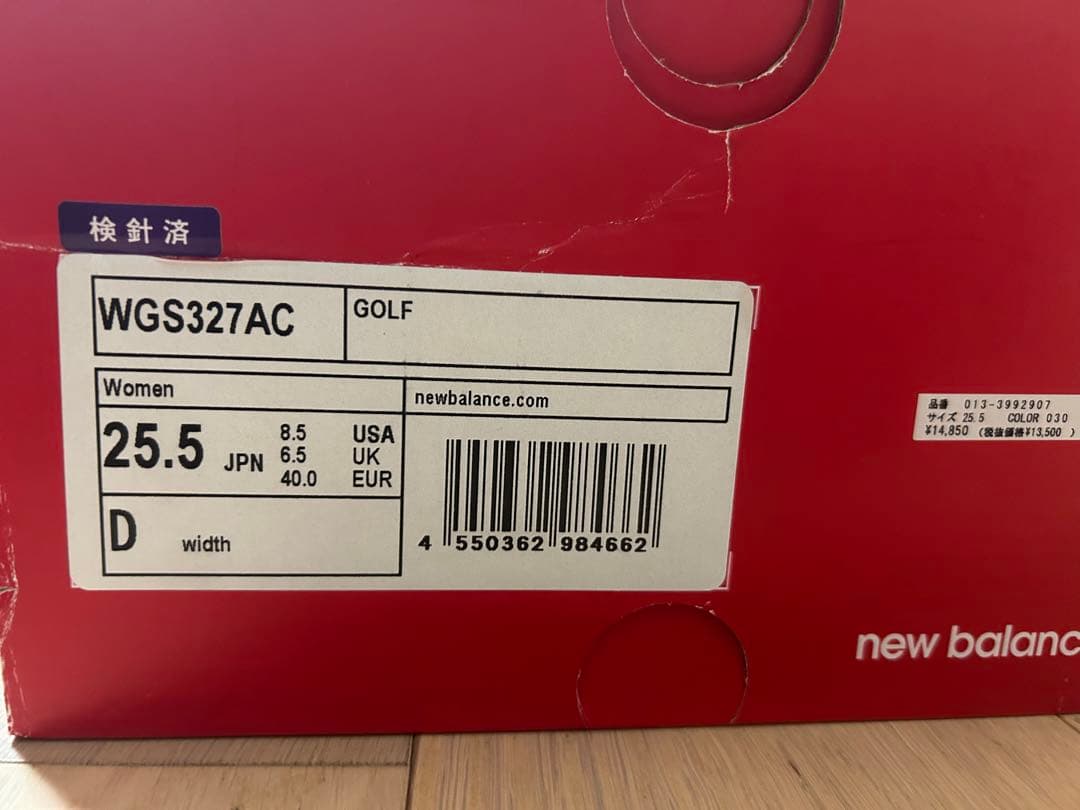 検針済
WGS327AC
GOLF
Women
newbalance.com
25.5 JPN
8.5 USA
6.5 UK
40.0 EUR
D width
4 550362 984662
品番 013-3992907
サイズ 25.5 COLOR 030
¥14,850 (税抜価格¥13,500 )
new balanc